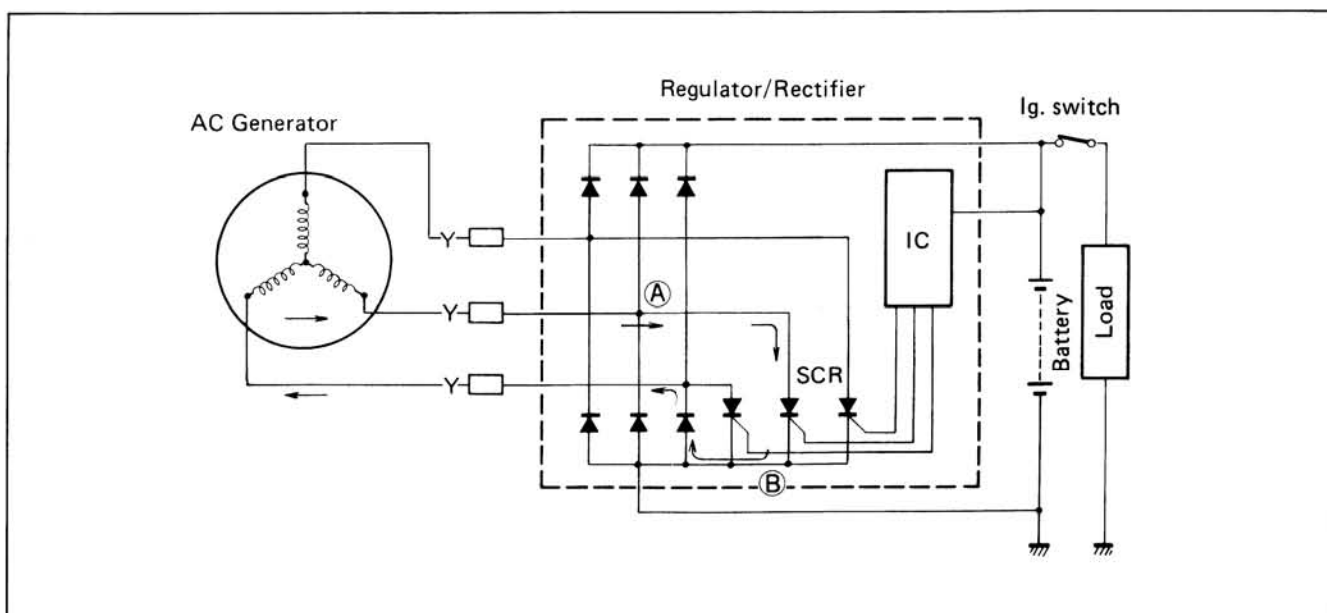 Regulator/Rectifier
Ig. switch
AC Generator
Y
IC
A
Y
Battery
Load
SCR
Y
B